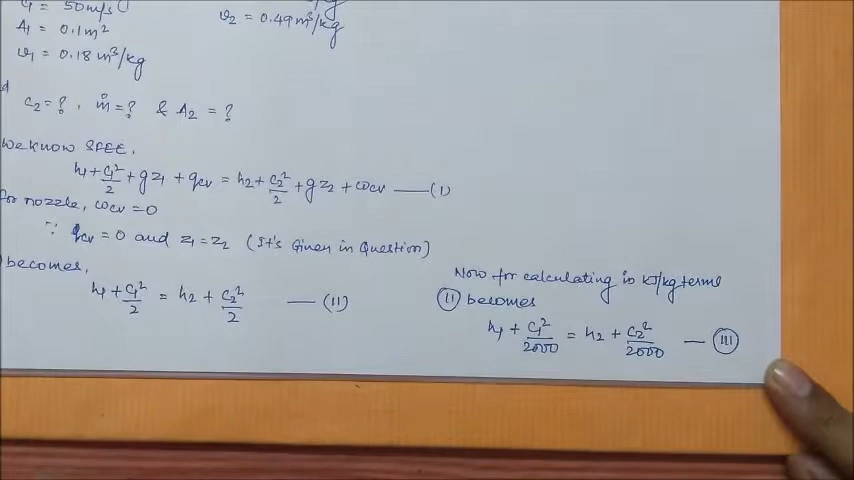 C₁ = 50 m/s
A₁ = 0.1 m²
v₁ = 0.18 m³/kg
v₂ = 0.49 m³/kg
C₂ = ? , ṁ = ? & A₂ = ?
We know SFEE,
h₁ + C₁²/2 + gz₁ + qcv = h₂ + C₂²/2 + gz₂ + wcv —— (I)
for nozzle, wcv = 0
∵ qcv = 0 and z₁ = z₂ (It's Given in Question)
becomes,
h₁ + C₁²/2 = h₂ + C₂²/2 —— (II)
Now for calculating in kJ/kg terms
(II) becomes
h₁ + C₁²/2000 = h₂ + C₂²/2000 — (III)